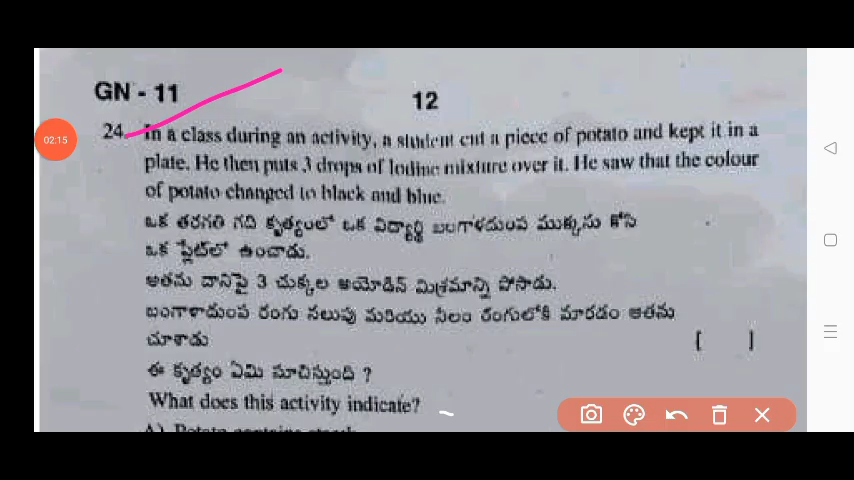 GN - 11
12
24. In a class during an activity, a student cut a piece of potato and kept it in a
plate. He then puts 3 drops of Iodine mixture over it. He saw that the colour
of potato changed to black and blue.
ఒక తరగతి గది కృత్యంలో ఒక విద్యార్థి బంగాళదుంప ముక్కను కోసి
ఒక ప్లేట్‌లో ఉంచాడు.
అతను దానిపై 3 చుక్కల అయోడిన్ మిశ్రమాన్ని పోసాడు.
బంగాళాదుంప రంగు నలుపు మరియు నీలం రంగులోకి మారడం అతను
చూశాడు [ ]
ఈ కృత్యం ఏమి సూచిస్తుంది ?
What does this activity indicate?
A) Potato contains starch
02:15